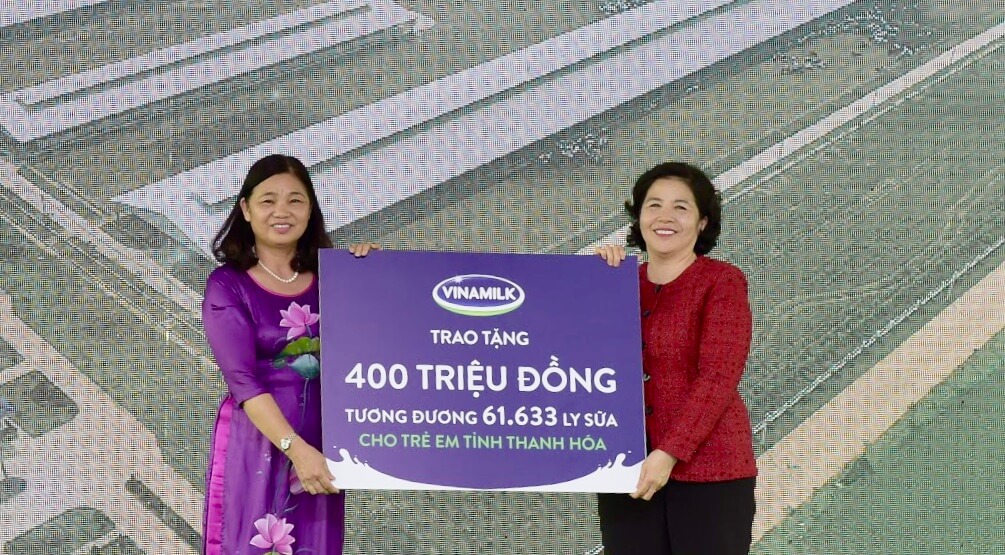 VINAMILK
TRAO TẶNG
400 TRIỆU ĐỒNG
TƯƠNG ĐƯƠNG 61.633 LY SỮA
CHO TRẺ EM TỈNH THANH HÓA